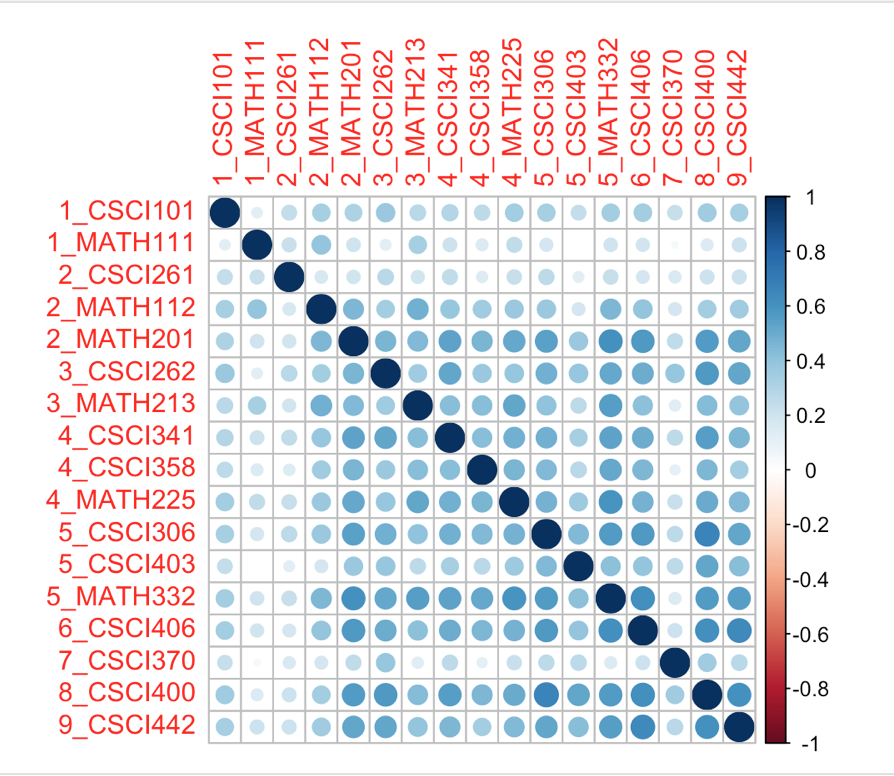 1_CSCI101
1_MATH111
2_CSCI261
2_MATH112
2_MATH201
3_CSCI262
3_MATH213
4_CSCI341
4_CSCI358
4_MATH225
5_CSCI306
5_CSCI403
5_MATH332
6_CSCI406
7_CSCI370
8_CSCI400
9_CSCI442
1_CSCI101
1_MATH111
2_CSCI261
2_MATH112
2_MATH201
3_CSCI262
3_MATH213
4_CSCI341
4_CSCI358
4_MATH225
5_CSCI306
5_CSCI403
5_MATH332
6_CSCI406
7_CSCI370
8_CSCI400
9_CSCI442
1
0.8
0.6
0.4
0.2
0
-0.2
-0.4
-0.6
-0.8
-1